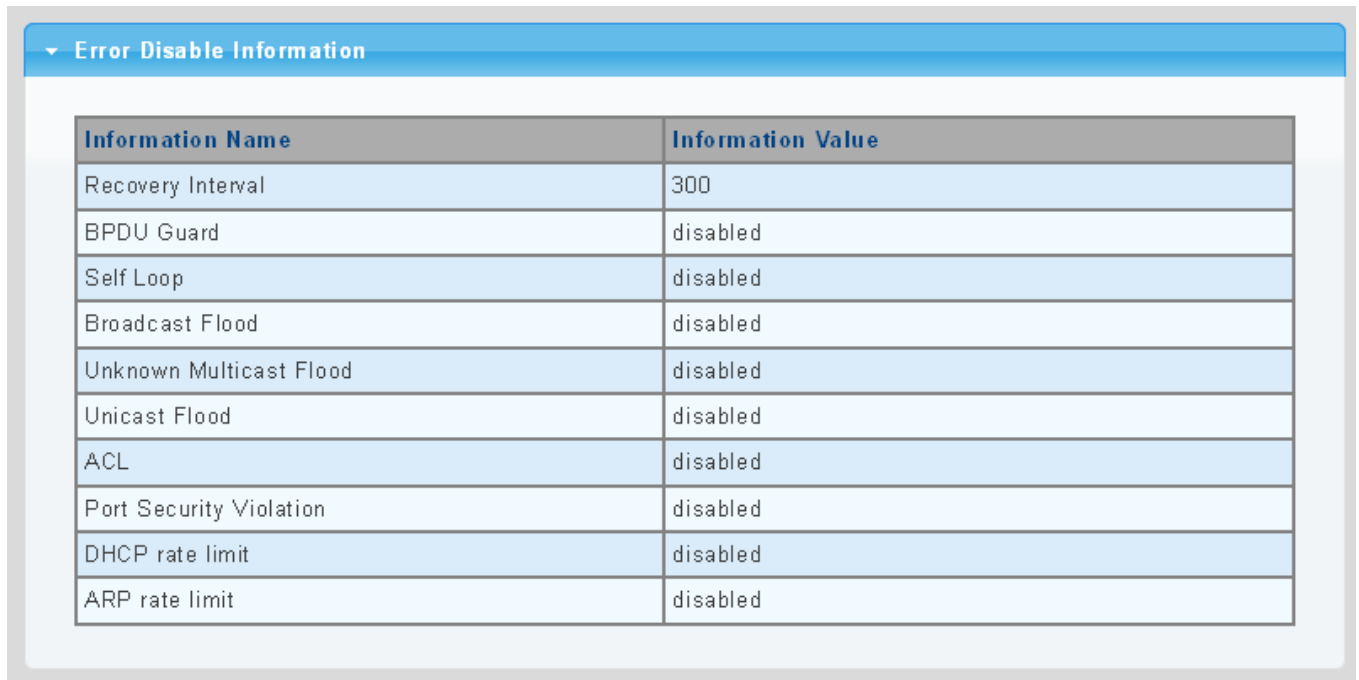 Error Disable Information
Information Name Information Value
Recovery Interval 300
BPDU Guard disabled
Self Loop disabled
Broadcast Flood disabled
Unknown Multicast Flood disabled
Unicast Flood disabled
ACL disabled
Port Security Violation disabled
DHCP rate limit disabled
ARP rate limit disabled